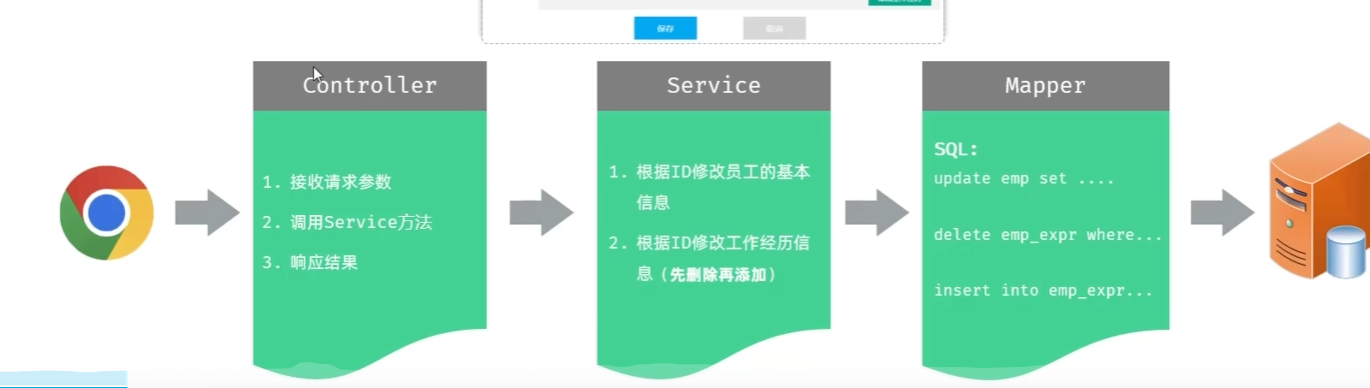 保存
取消
Controller
1. 接收请求参数
2. 调用Service方法
3. 响应结果
Service
1. 根据ID修改员工的基本
信息
2. 根据ID修改工作经历信
息（先删除再添加）
Mapper
SQL:
update emp set ....
delete emp_expr where...
insert into emp_expr...